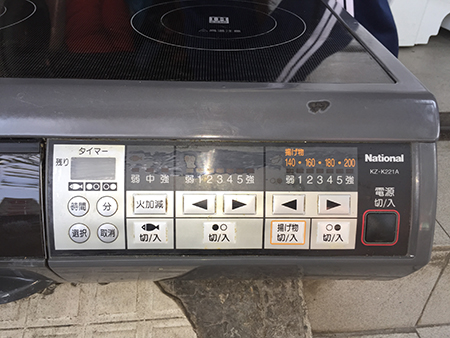 タイマー
残り
時間 分
選択 取消
弱 中 強
火加減
切/入
弱 1 2 3 4 5 強
切/入
揚げ物
140・160・180・200
弱 1 2 3 4 5 強
揚げ物
切/入
切/入
National
KZ-K221A
電源
切/入